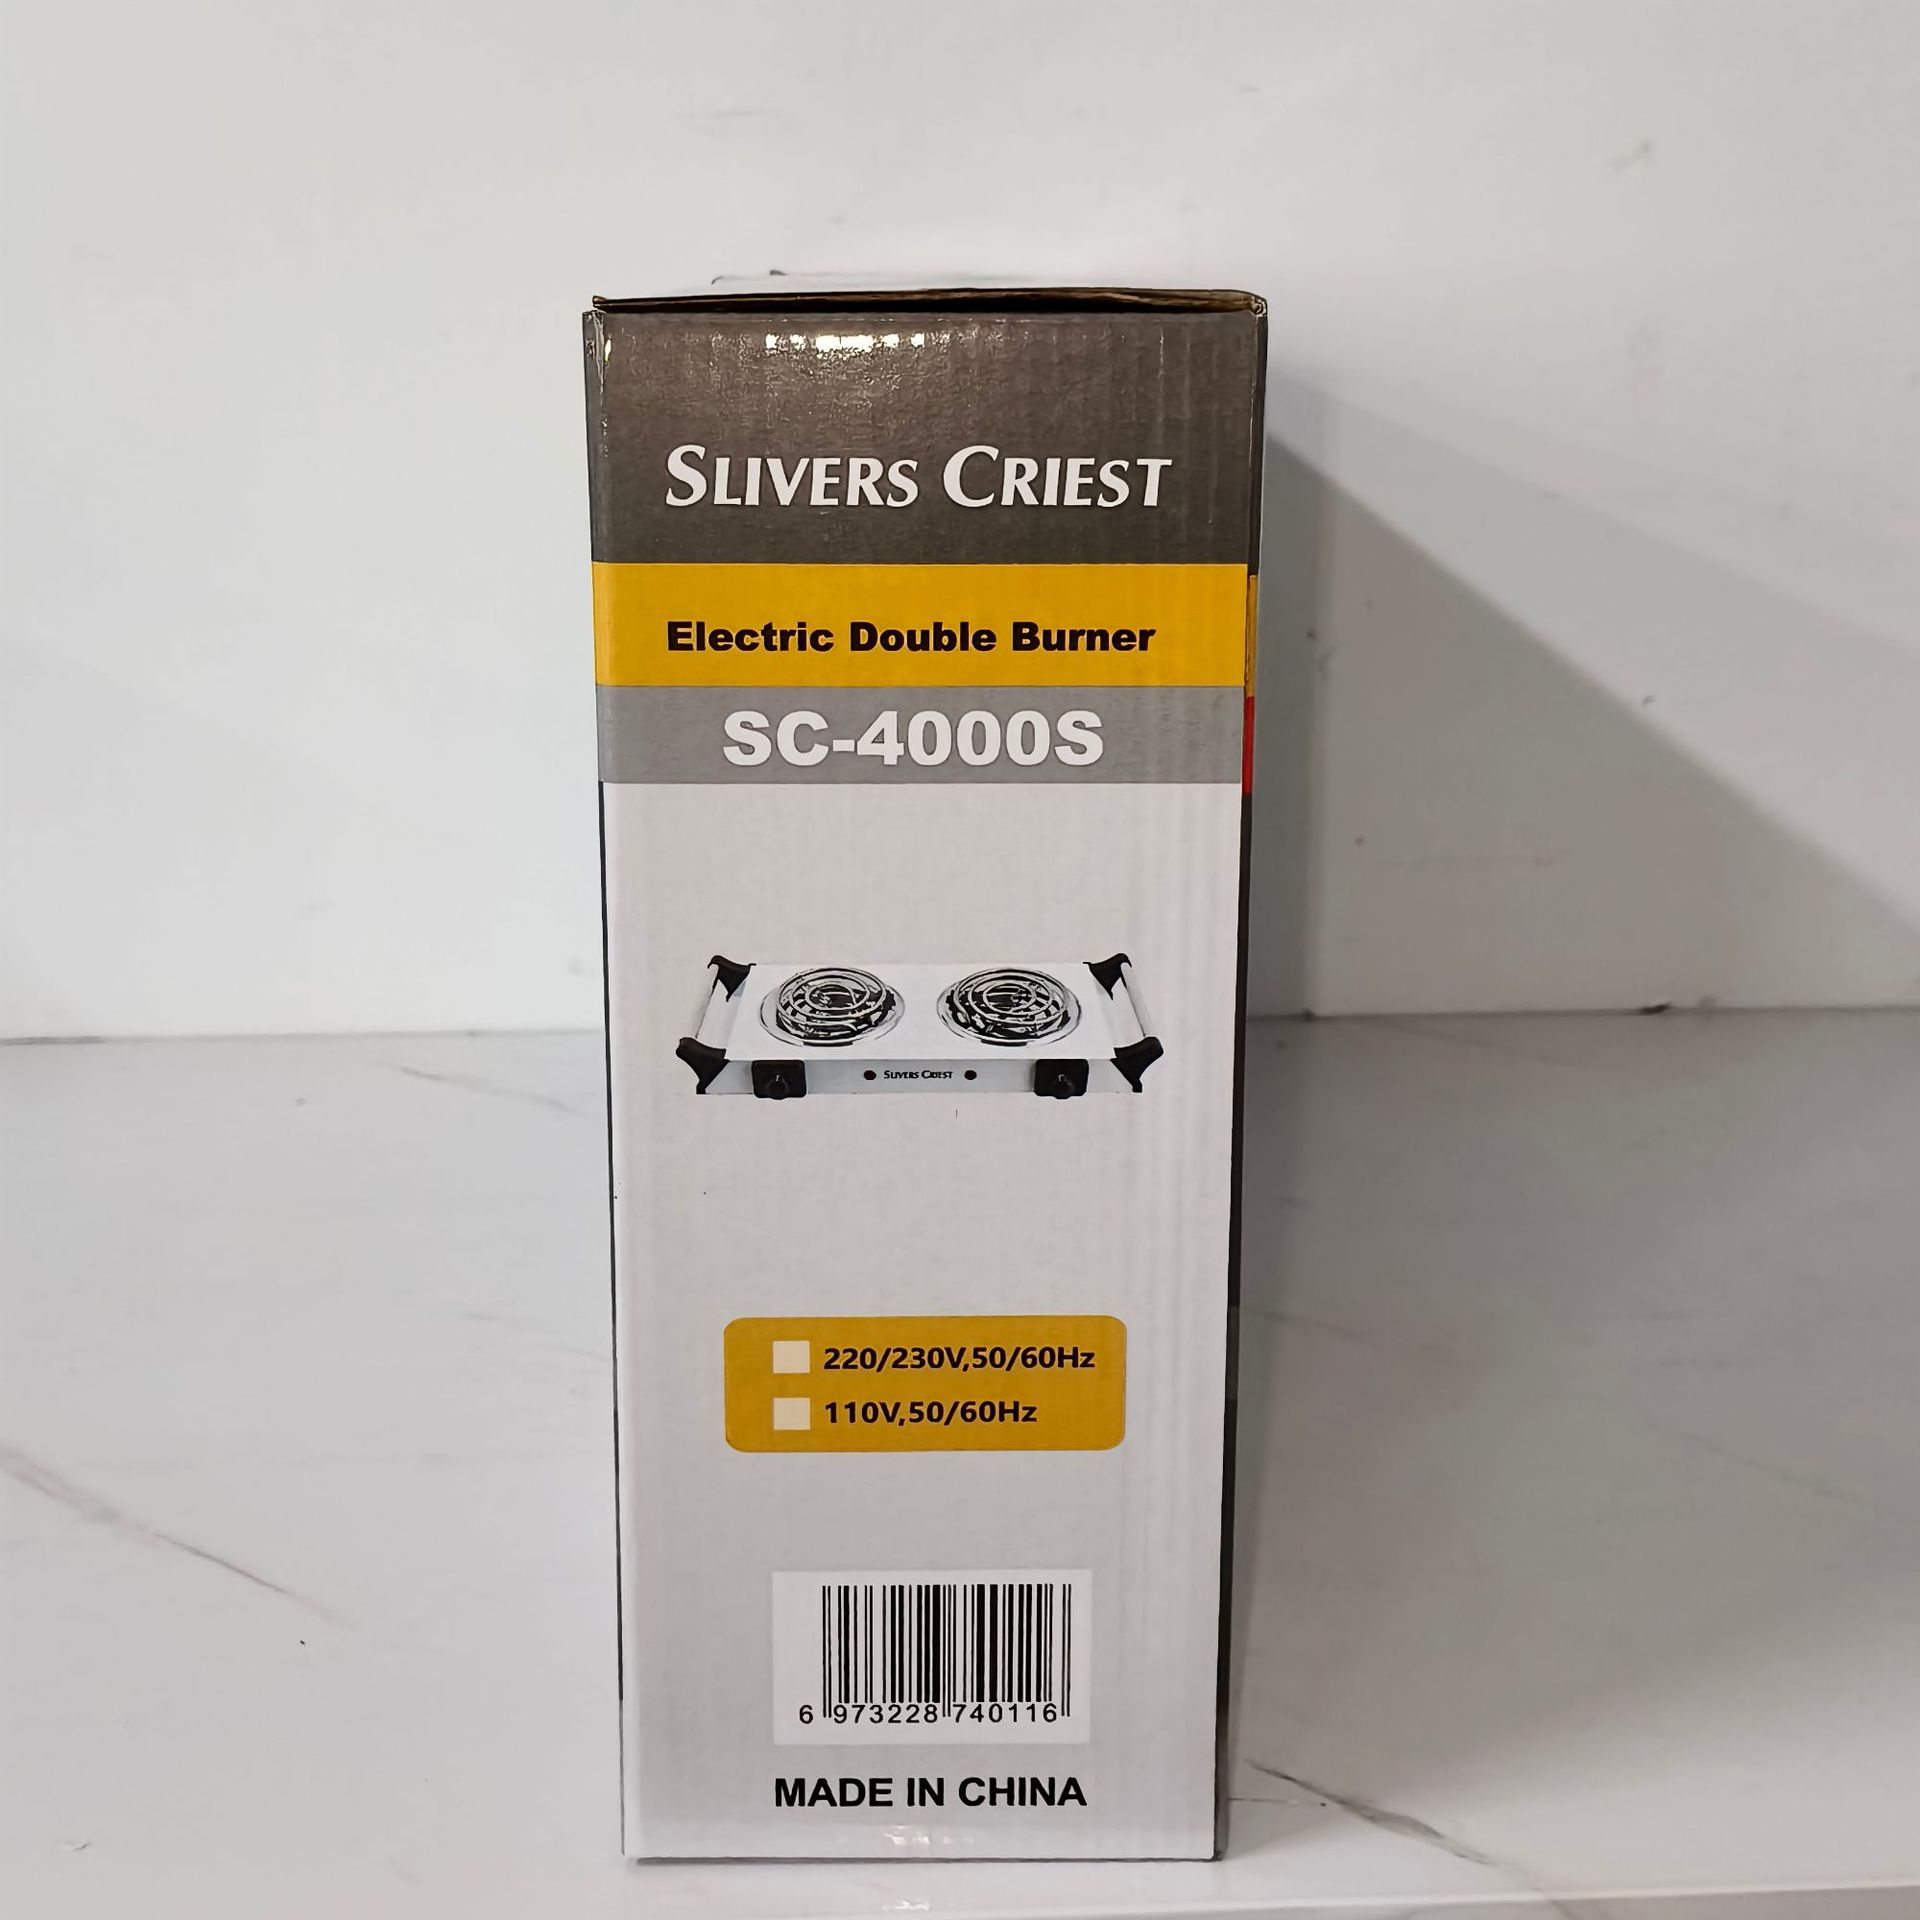 SLIVERS CRIEST
Electric Double Burner
SC-4000S
SLIVERS CRIEST
220/230V,50/60Hz
110V,50/60Hz
6 973228 740116
MADE IN CHINA